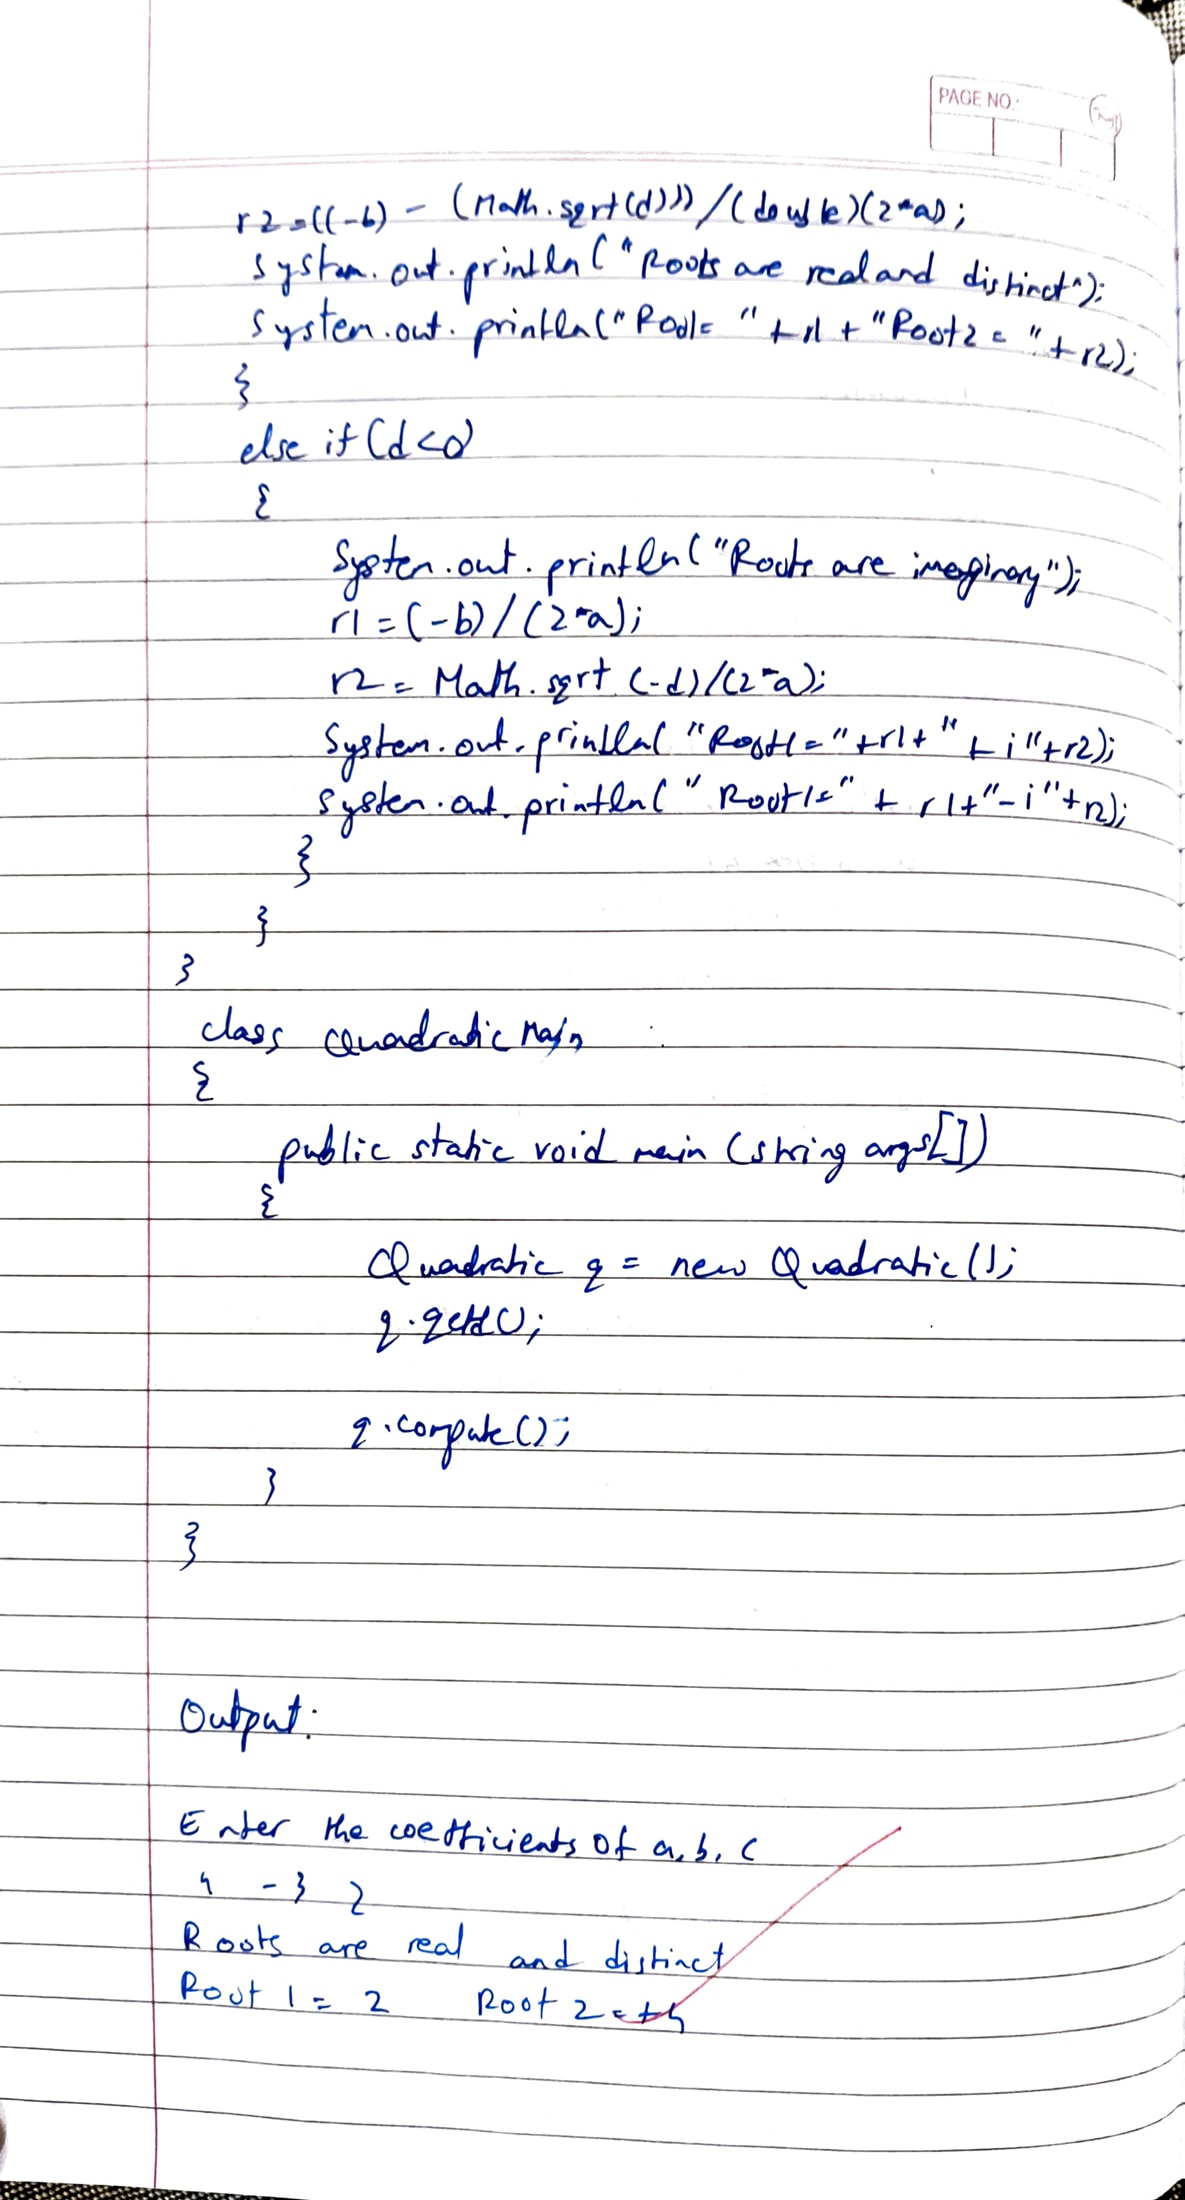 PAGE NO.:
r2=((-b) - (Math.sqrt(d)))/(double)(2*a);
System.out.println("Roots are real and distinct");
System.out.println("Root1= "+r1+"Root2= "+r2);
}
else if(d<0)
{
System.out.println("Roots are imaginary");
r1=(-b)/(2*a);
r2= Math.sqrt(-d)/(2*a);
System.out.println("Root1="+r1+"+i"+r2);
System.out.println("Root1="+r1+"-i"+r2);
}
}
}
class QuadraticMain
{
public static void main(string args[])
{
Quadratic q = new Quadratic();
q.getd();
q.compute();
}
}
Output:
Enter the coefficients of a, b, c
4 -3 2
Roots are real and distinct
Root 1 = 2 Root 2 =